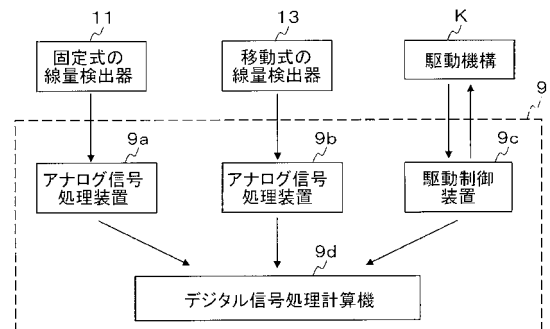 11
13
K
固定式の
線量検出器
移動式の
線量検出器
駆動機構
9
9a
9b
9c
アナログ信号
処理装置
アナログ信号
処理装置
駆動制御
装置
9d
デジタル信号処理計算機